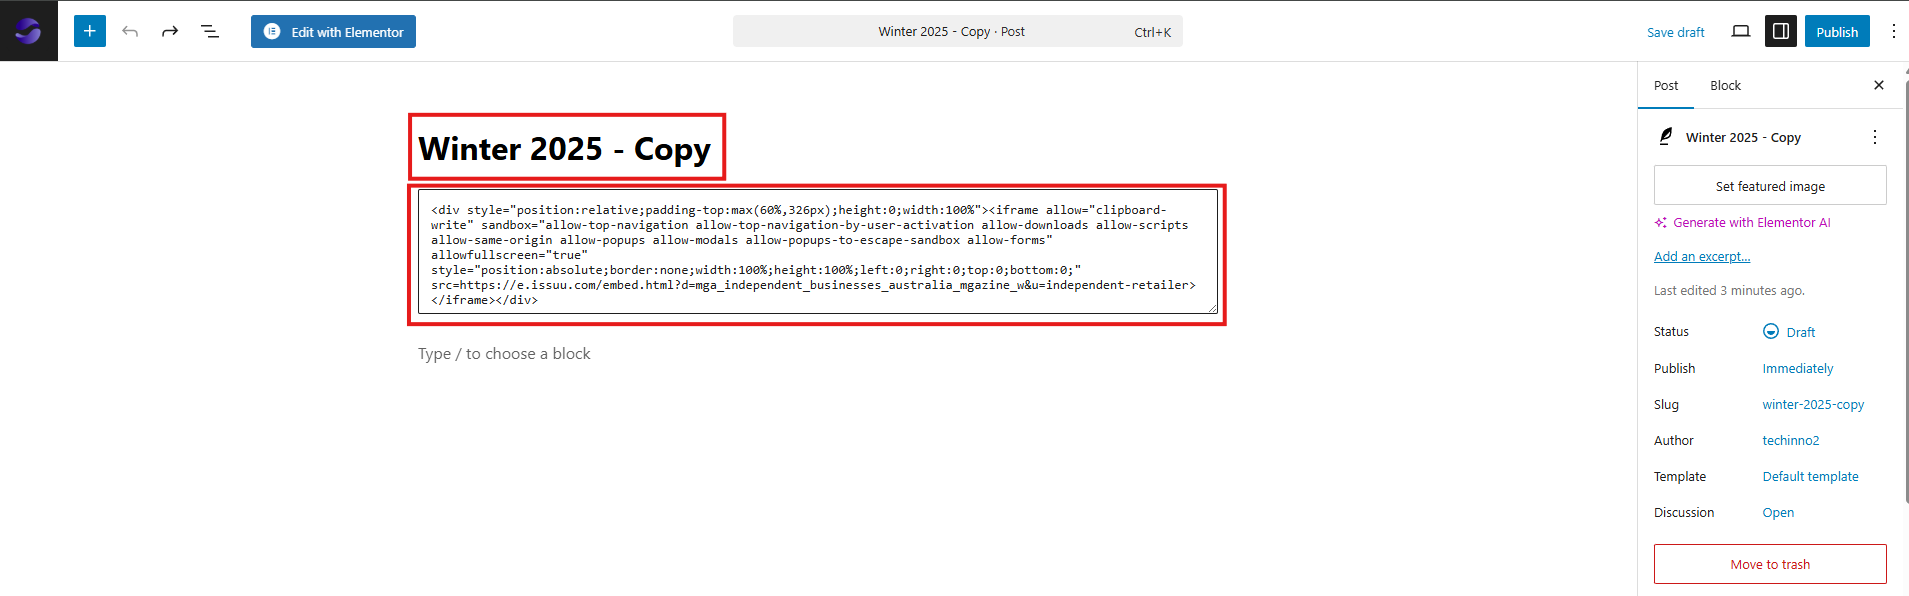 Edit with Elementor
Winter 2025 - Copy · Post
Ctrl+K
Save draft
Publish
Post
Block
Winter 2025 - Copy
<div style="position:relative;padding-top:max(60%,326px);height:0;width:100%"><iframe allow="clipboard-
write" sandbox="allow-top-navigation allow-top-navigation-by-user-activation allow-downloads allow-scripts
allow-same-origin allow-popups allow-modals allow-popups-to-escape-sandbox allow-forms"
allowfullscreen="true"
style="position:absolute;border:none;width:100%;height:100%;left:0;right:0;top:0;bottom:0;"
src=https://e.issuu.com/embed.html?d=mga_independent_businesses_australia_mgazine_w&u=independent-retailer>
</iframe></div>
Type / to choose a block
Winter 2025 - Copy
Set featured image
Generate with Elementor AI
Add an excerpt...
Last edited 3 minutes ago.
Status
Draft
Publish
Immediately
Slug
winter-2025-copy
Author
techinno2
Template
Default template
Discussion
Open
Move to trash